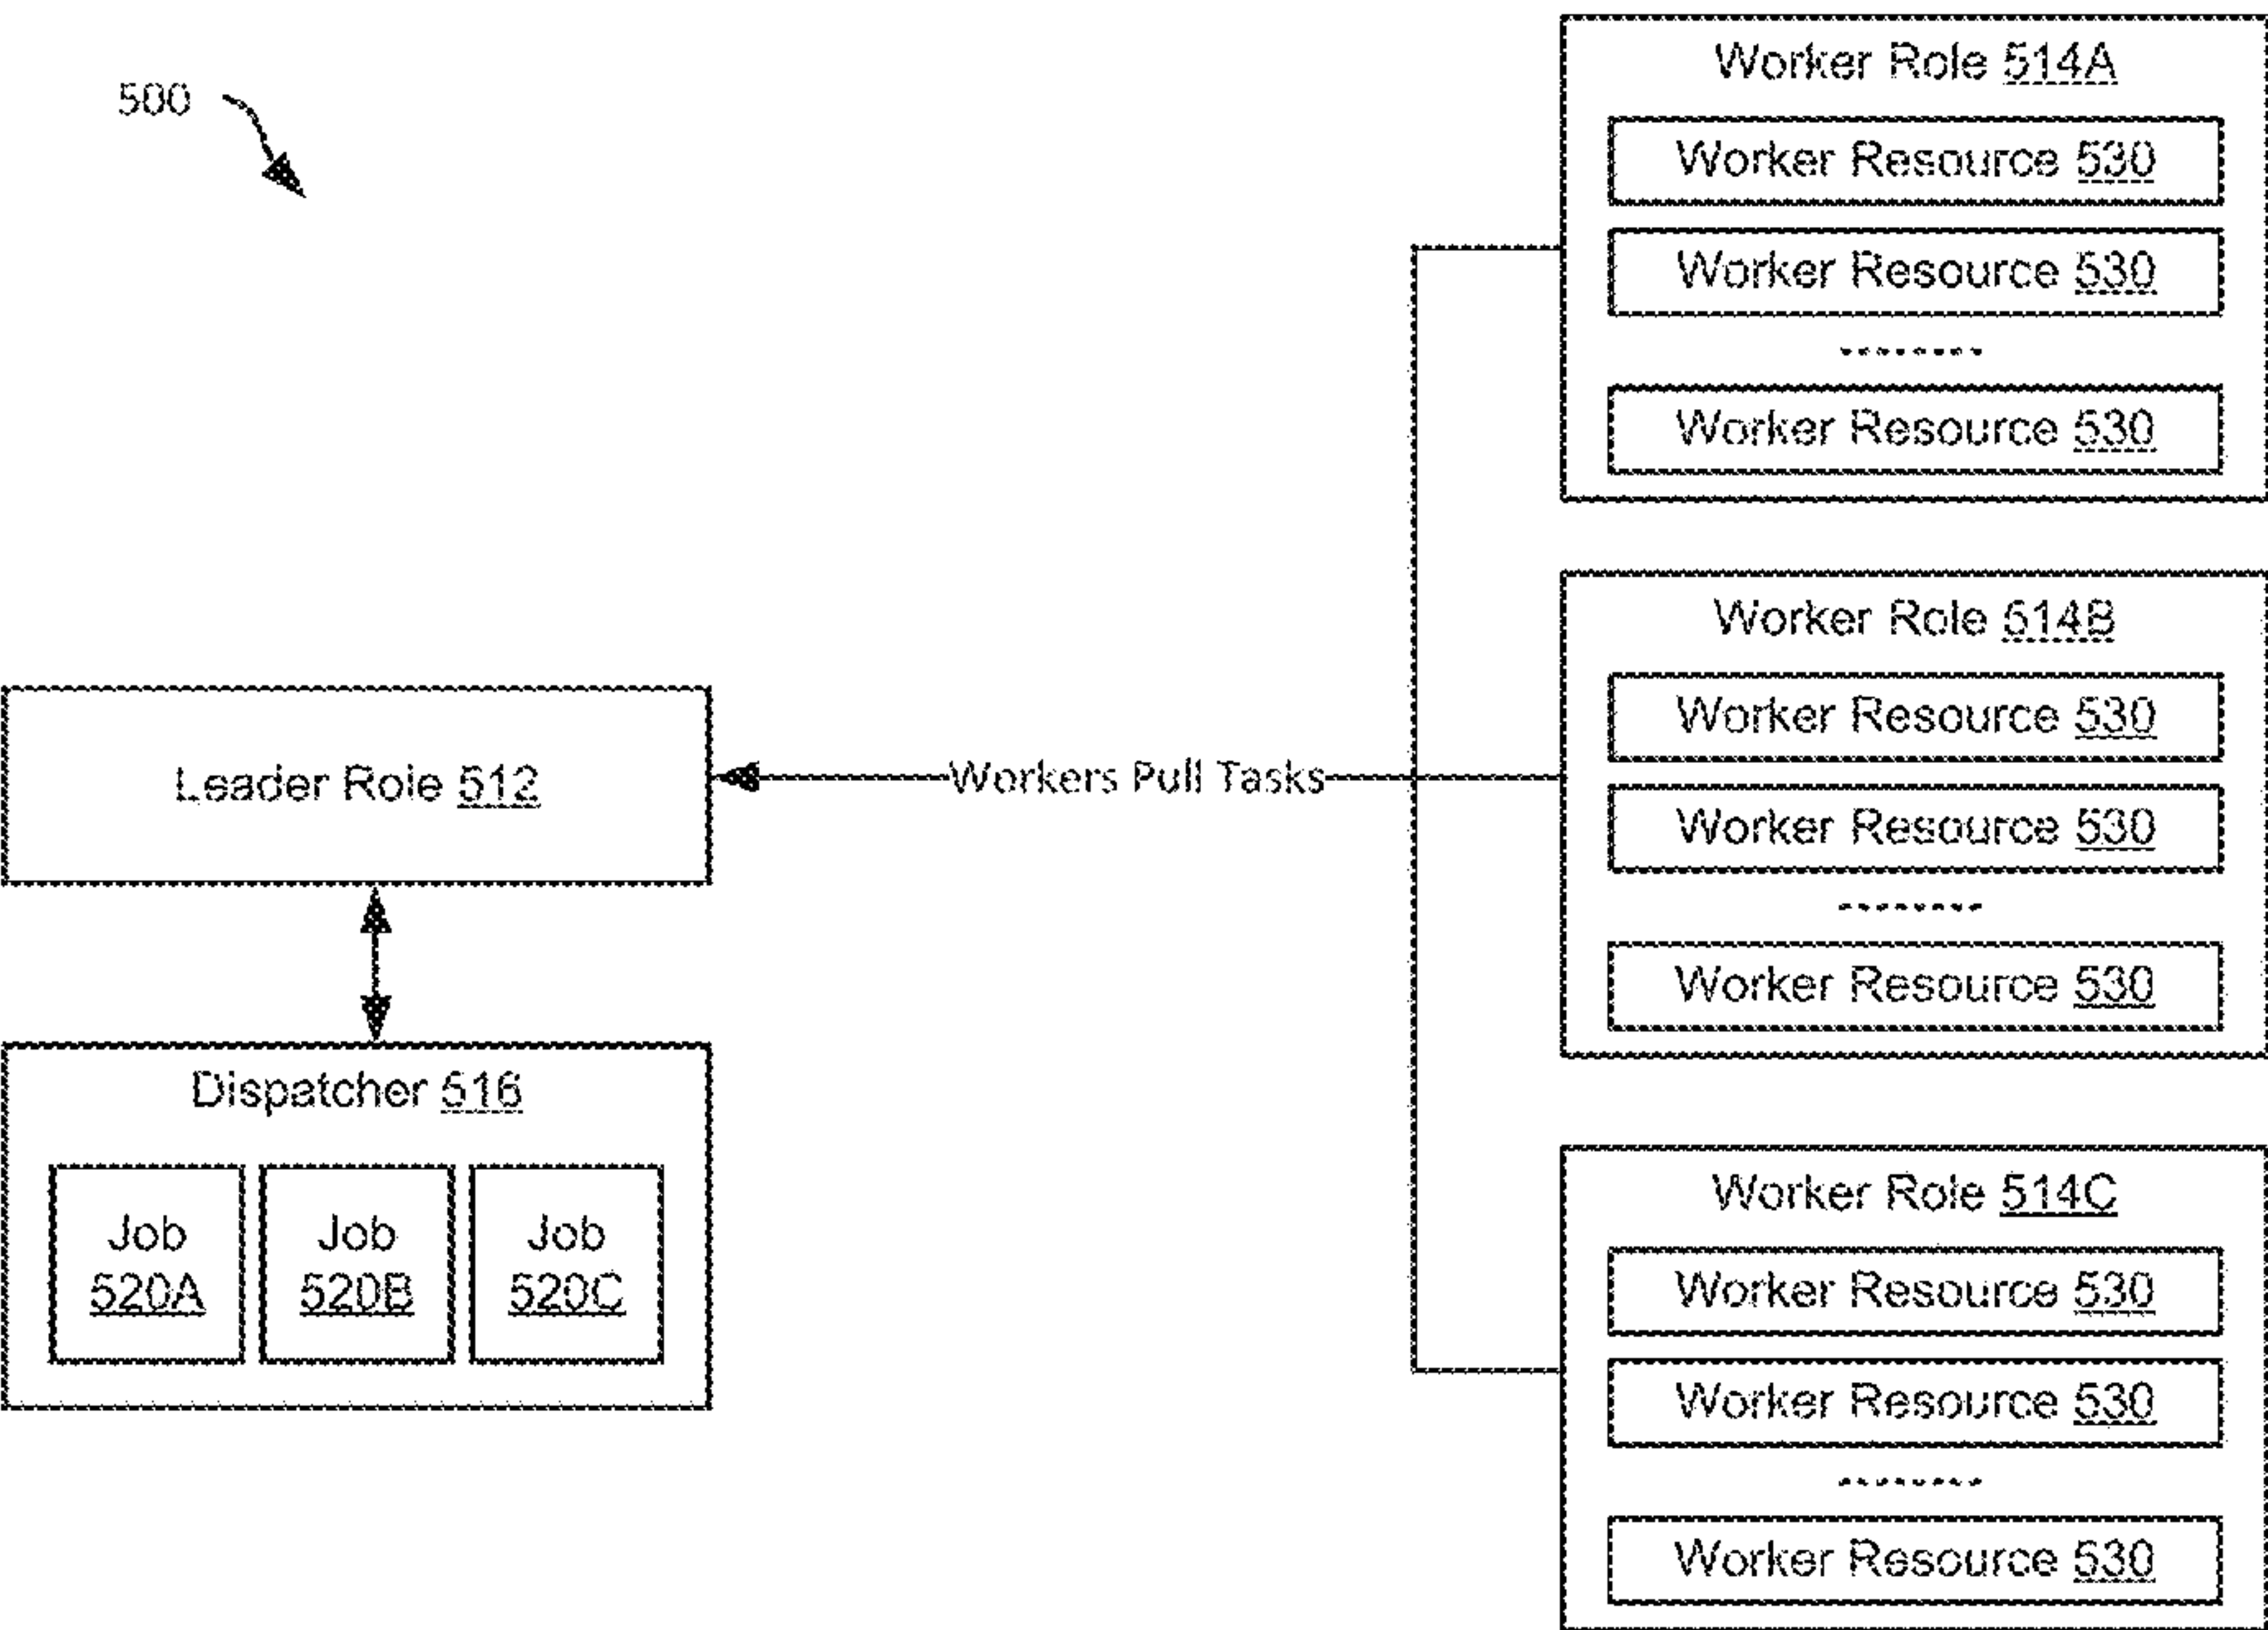 500
Worker Role 514A
Worker Resource 530
Worker Resource 530
Worker Resource 530
Worker Role 514B
Worker Resource 530
Worker Resource 530
Worker Resource 530
Leader Role 512
Workers Pull Tasks
Dispatcher 516
Job
520A
Job
520B
Job
520C
Worker Role 514C
Worker Resource 530
Worker Resource 530
Worker Resource 530